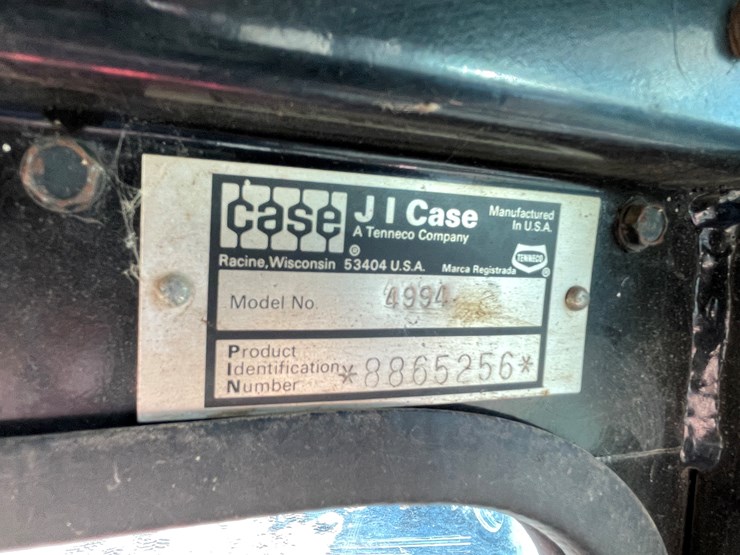 case J I Case Manufactured In U.S.A.
A Tenneco Company
®
Racine, Wisconsin 53404 U.S.A. Marca Registrada TENNECO ®
Model No. 4994
Product Identification Number *8865256*